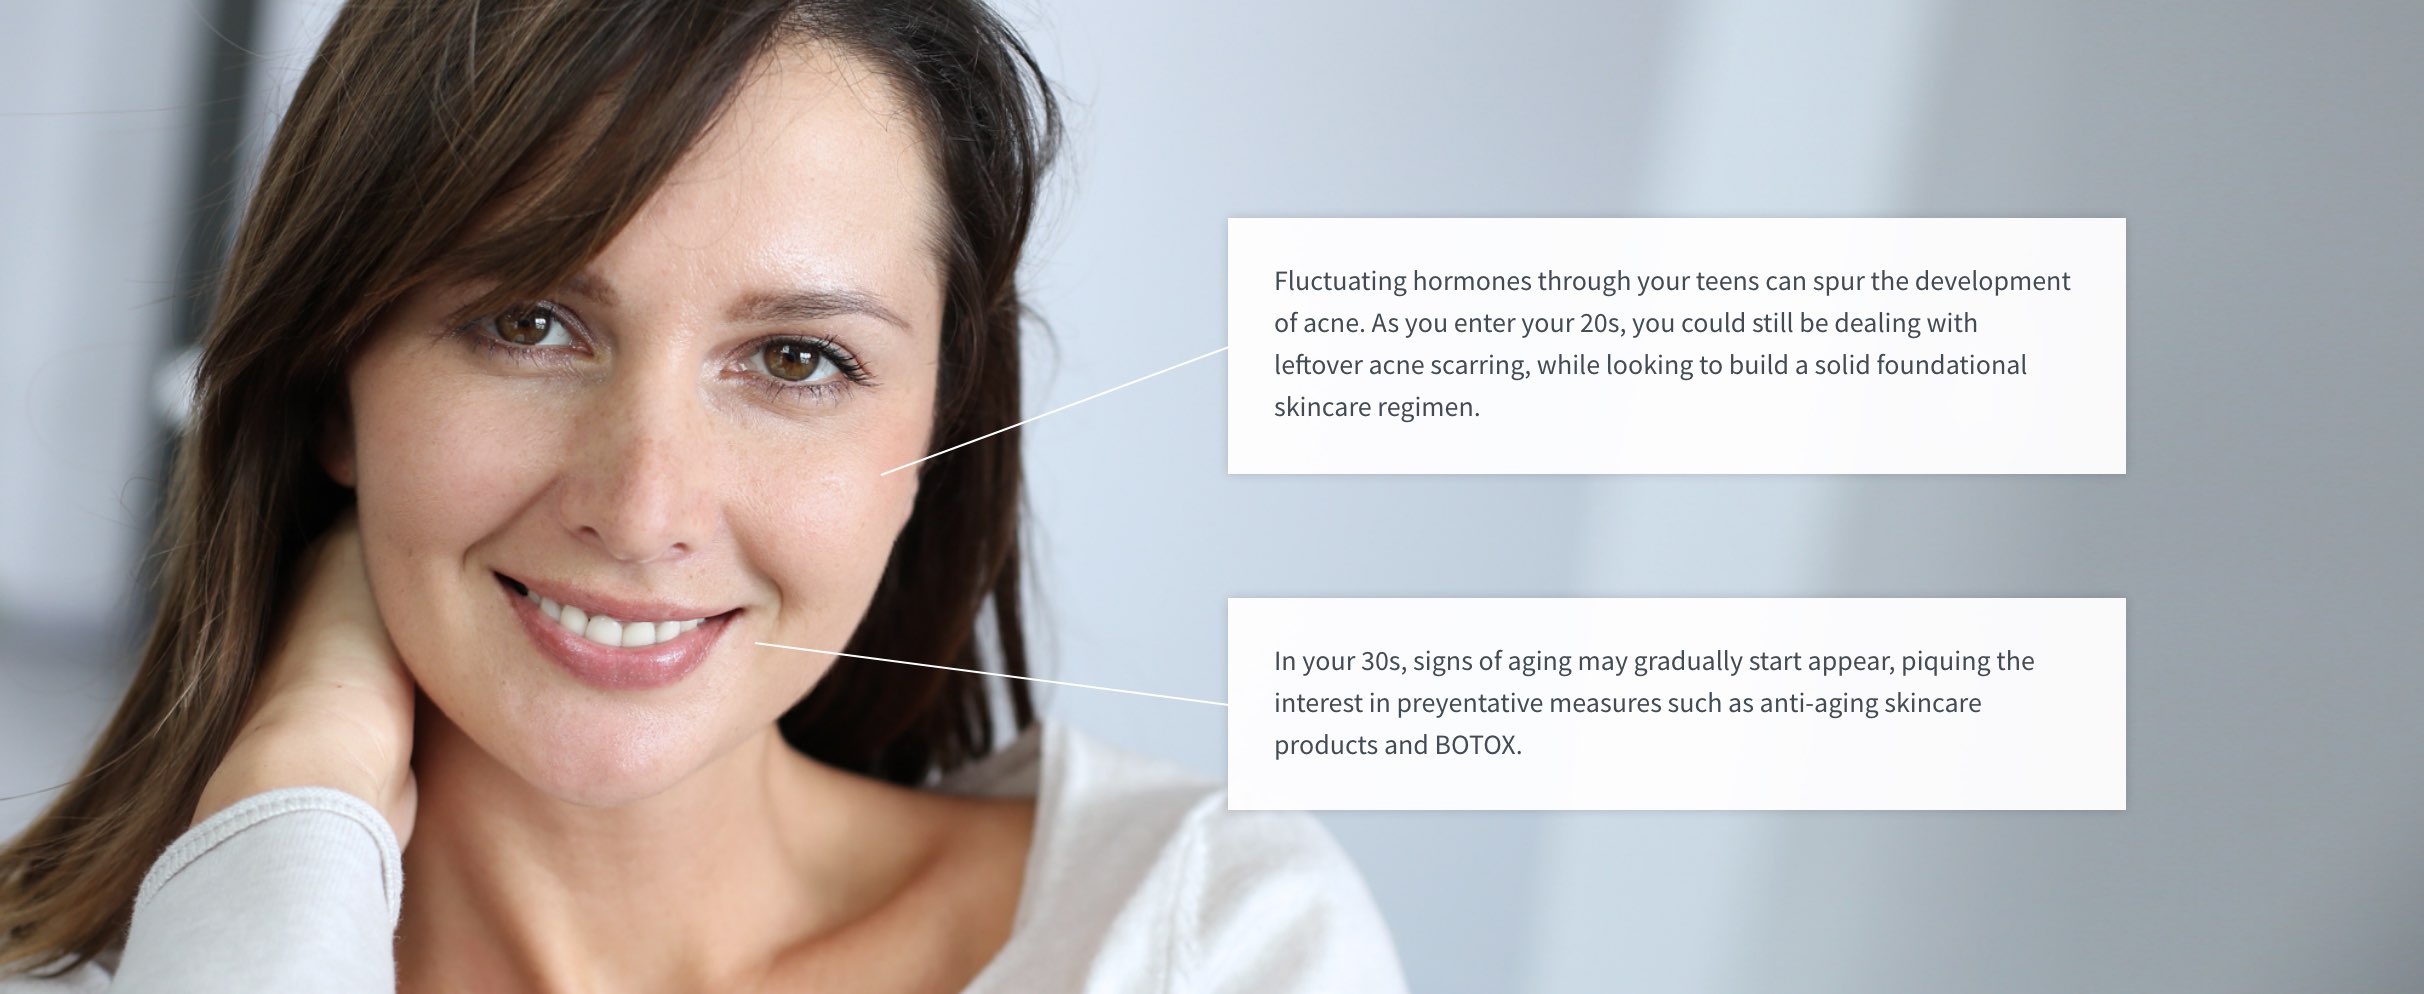 Fluctuating hormones through your teens can spur the development
of acne. As you enter your 20s, you could still be dealing with
leftover acne scarring, while looking to build a solid foundational
skincare regimen.
In your 30s, signs of aging may gradually start appear, piquing the
interest in preyentative measures such as anti-aging skincare
products and BOTOX.